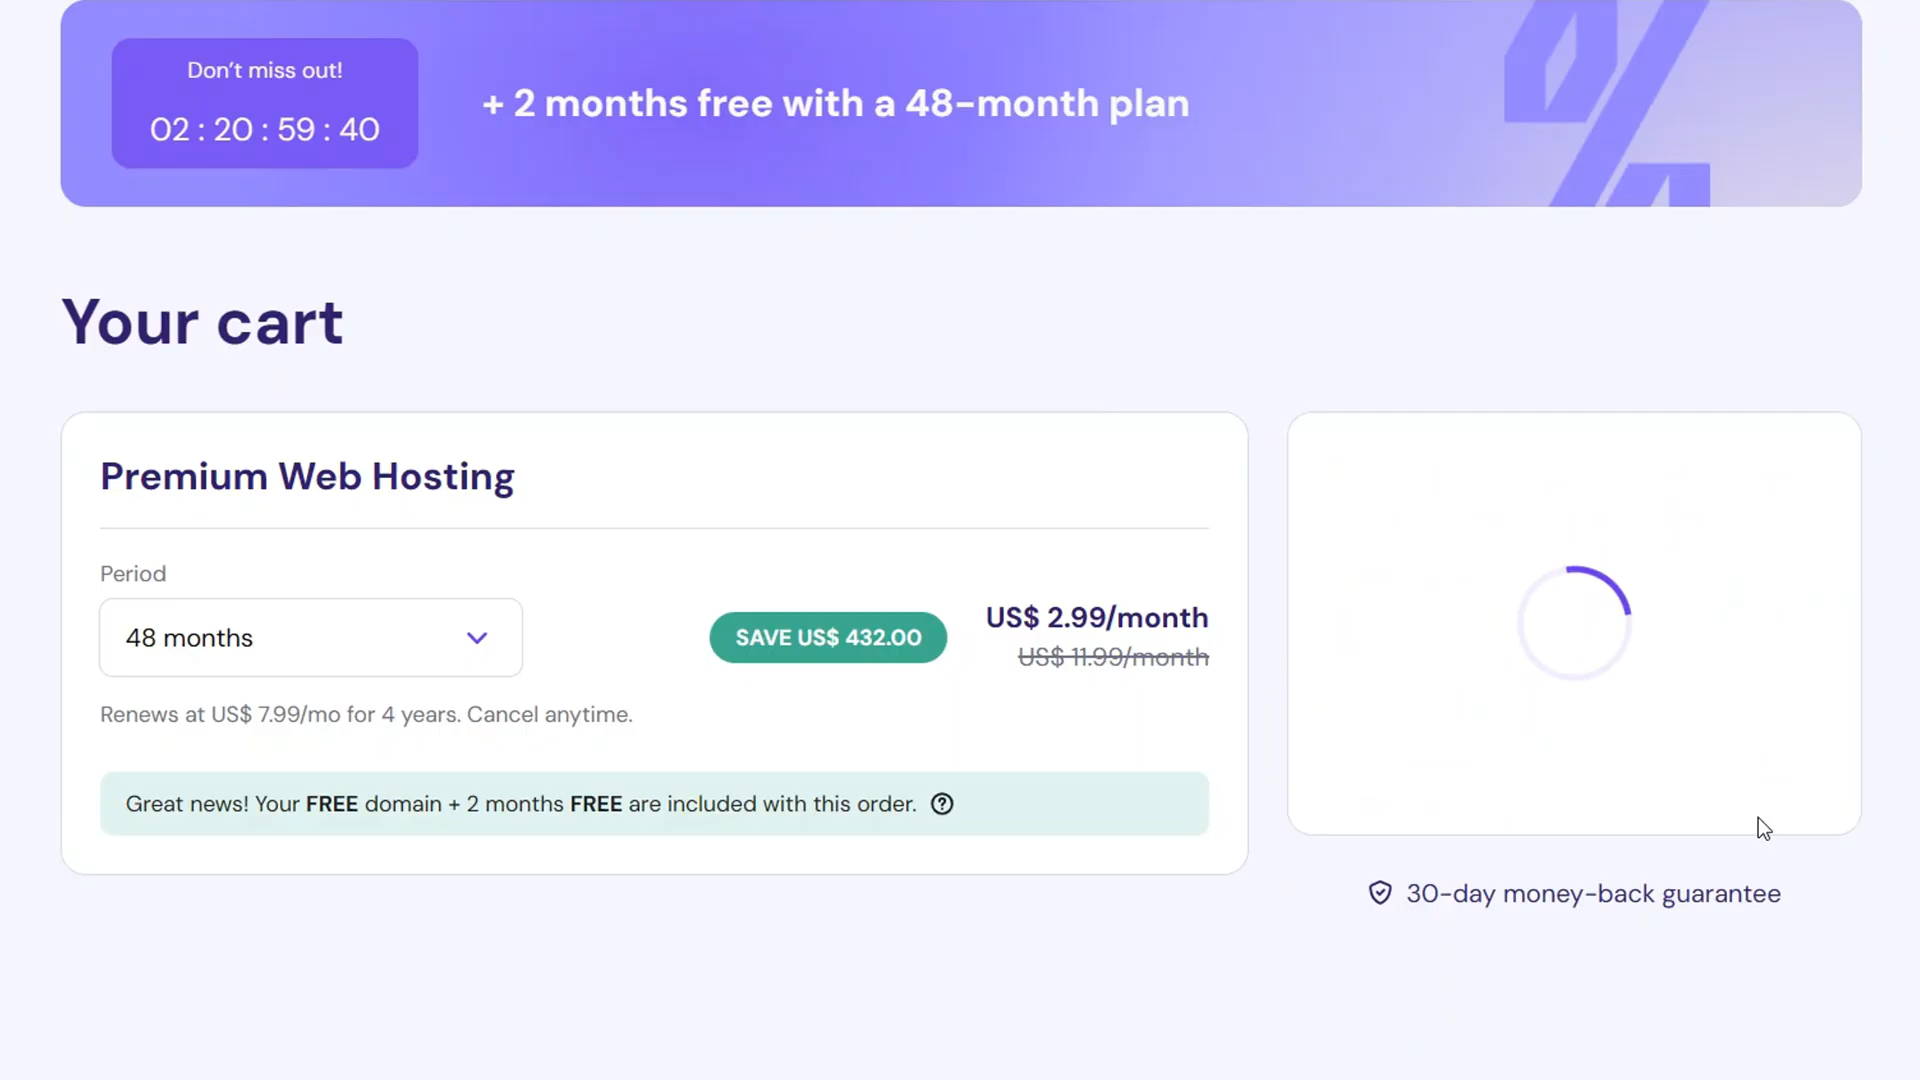 Don't miss out!
02 : 20 : 59 : 40
+ 2 months free with a 48-month plan
Your cart
Premium Web Hosting
Period
48 months
SAVE US$ 432.00
US$ 2.99/month
US$ 11.99/month
Renews at US$ 7.99/mo for 4 years. Cancel anytime.
Great news! Your FREE domain + 2 months FREE are included with this order.
30-day money-back guarantee